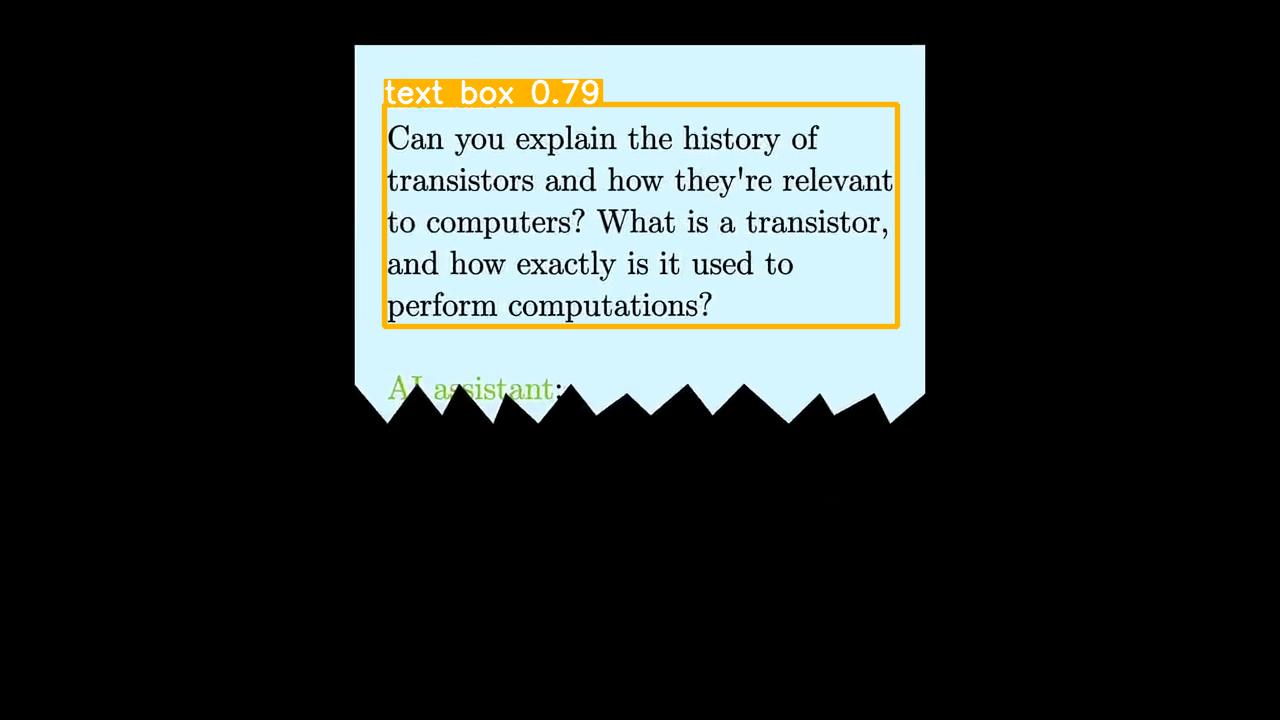 text box 0.79
Can you explain the history of
transistors and how they're relevant
to computers? What is a transistor,
and how exactly is it used to
perform computations?
AI assistant: